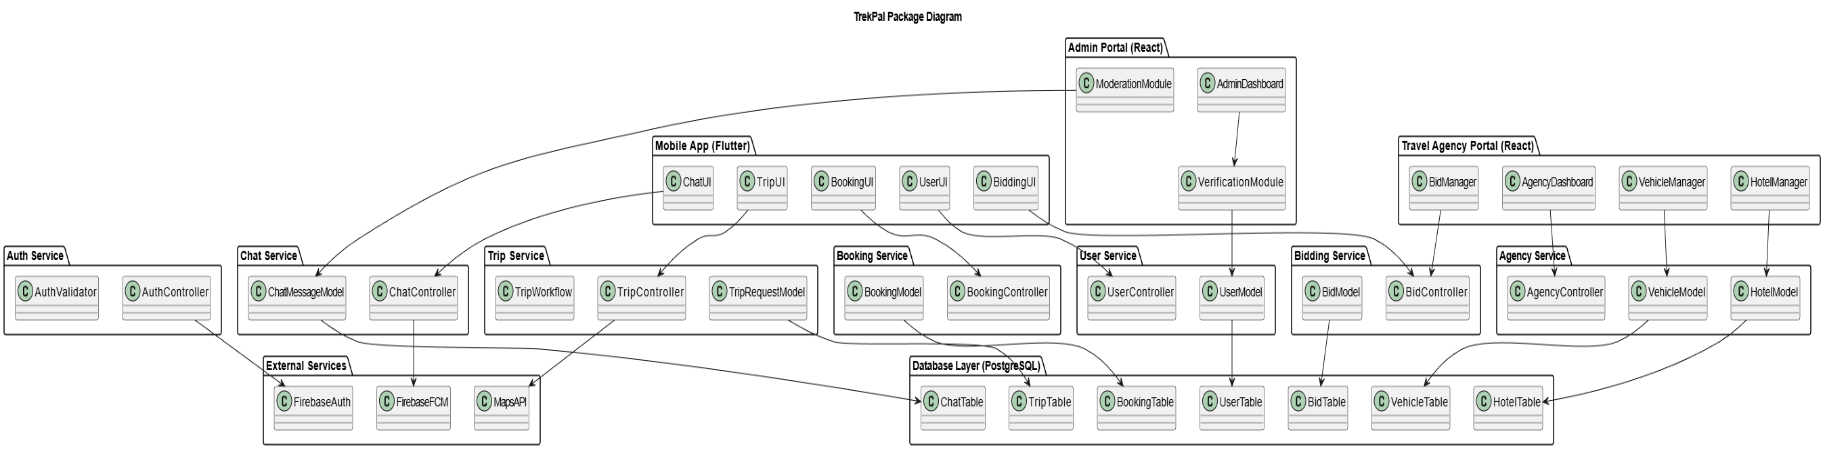 TrekPal Package Diagram
Admin Portal (React)
C ModerationModule
C AdminDashboard
C VerificationModule
Mobile App (Flutter)
C ChatUI
C TripUI
C BookingUI
C UserUI
C BiddingUI
Travel Agency Portal (React)
C BidManager
C AgencyDashboard
C VehicleManager
C HotelManager
Auth Service
C AuthValidator
C AuthController
Chat Service
C ChatMessageModel
C ChatController
Trip Service
C TripWorkflow
C TripController
C TripRequestModel
Booking Service
C BookingModel
C BookingController
User Service
C UserController
C UserModel
Bidding Service
C BidModel
C BidController
Agency Service
C AgencyController
C VehicleModel
C HotelModel
External Services
C FirebaseAuth
C FirebaseFCM
C MapsAPI
Database Layer (PostgreSQL)
C ChatTable
C TripTable
C BookingTable
C UserTable
C BidTable
C VehicleTable
C HotelTable